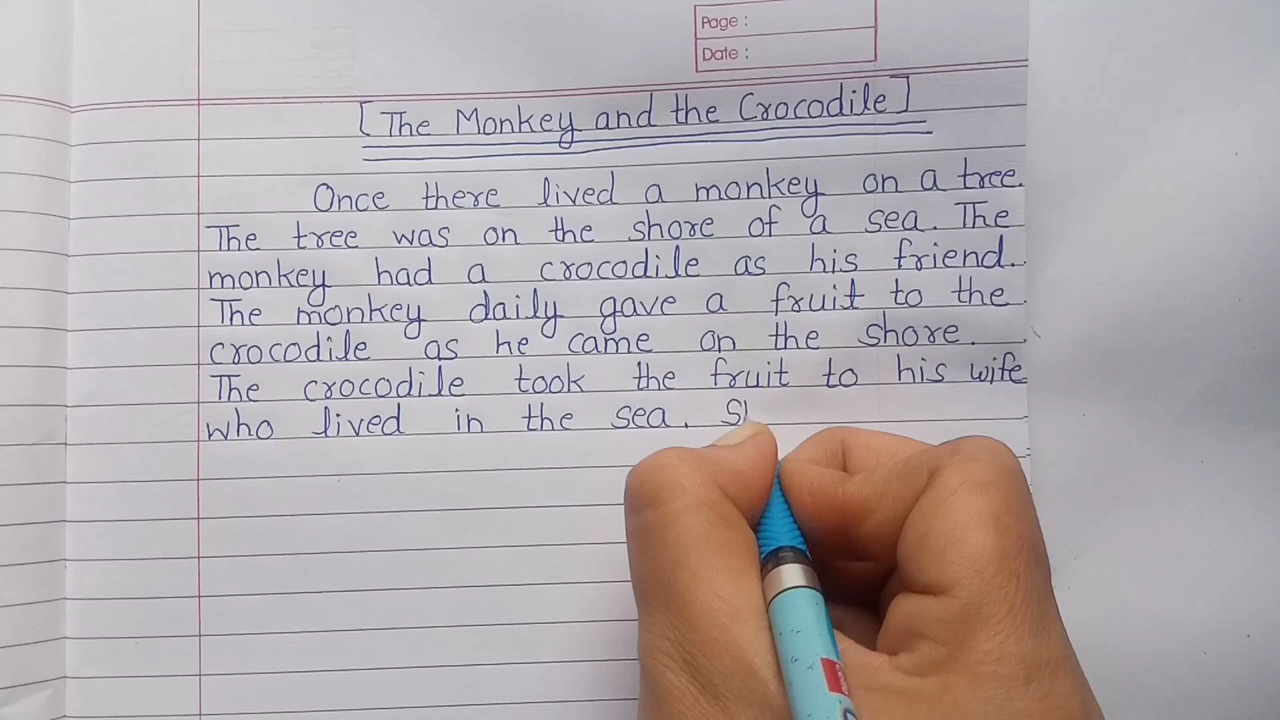 Page :
Date :
[The Monkey and the Crocodile]
Once there lived a monkey on a tree.
The tree was on the shore of a sea. The
monkey had a crocodile as his friend.
The monkey daily gave a fruit to the
crocodile as he came on the shore.
The crocodile took the fruit to his wife
who lived in the sea.